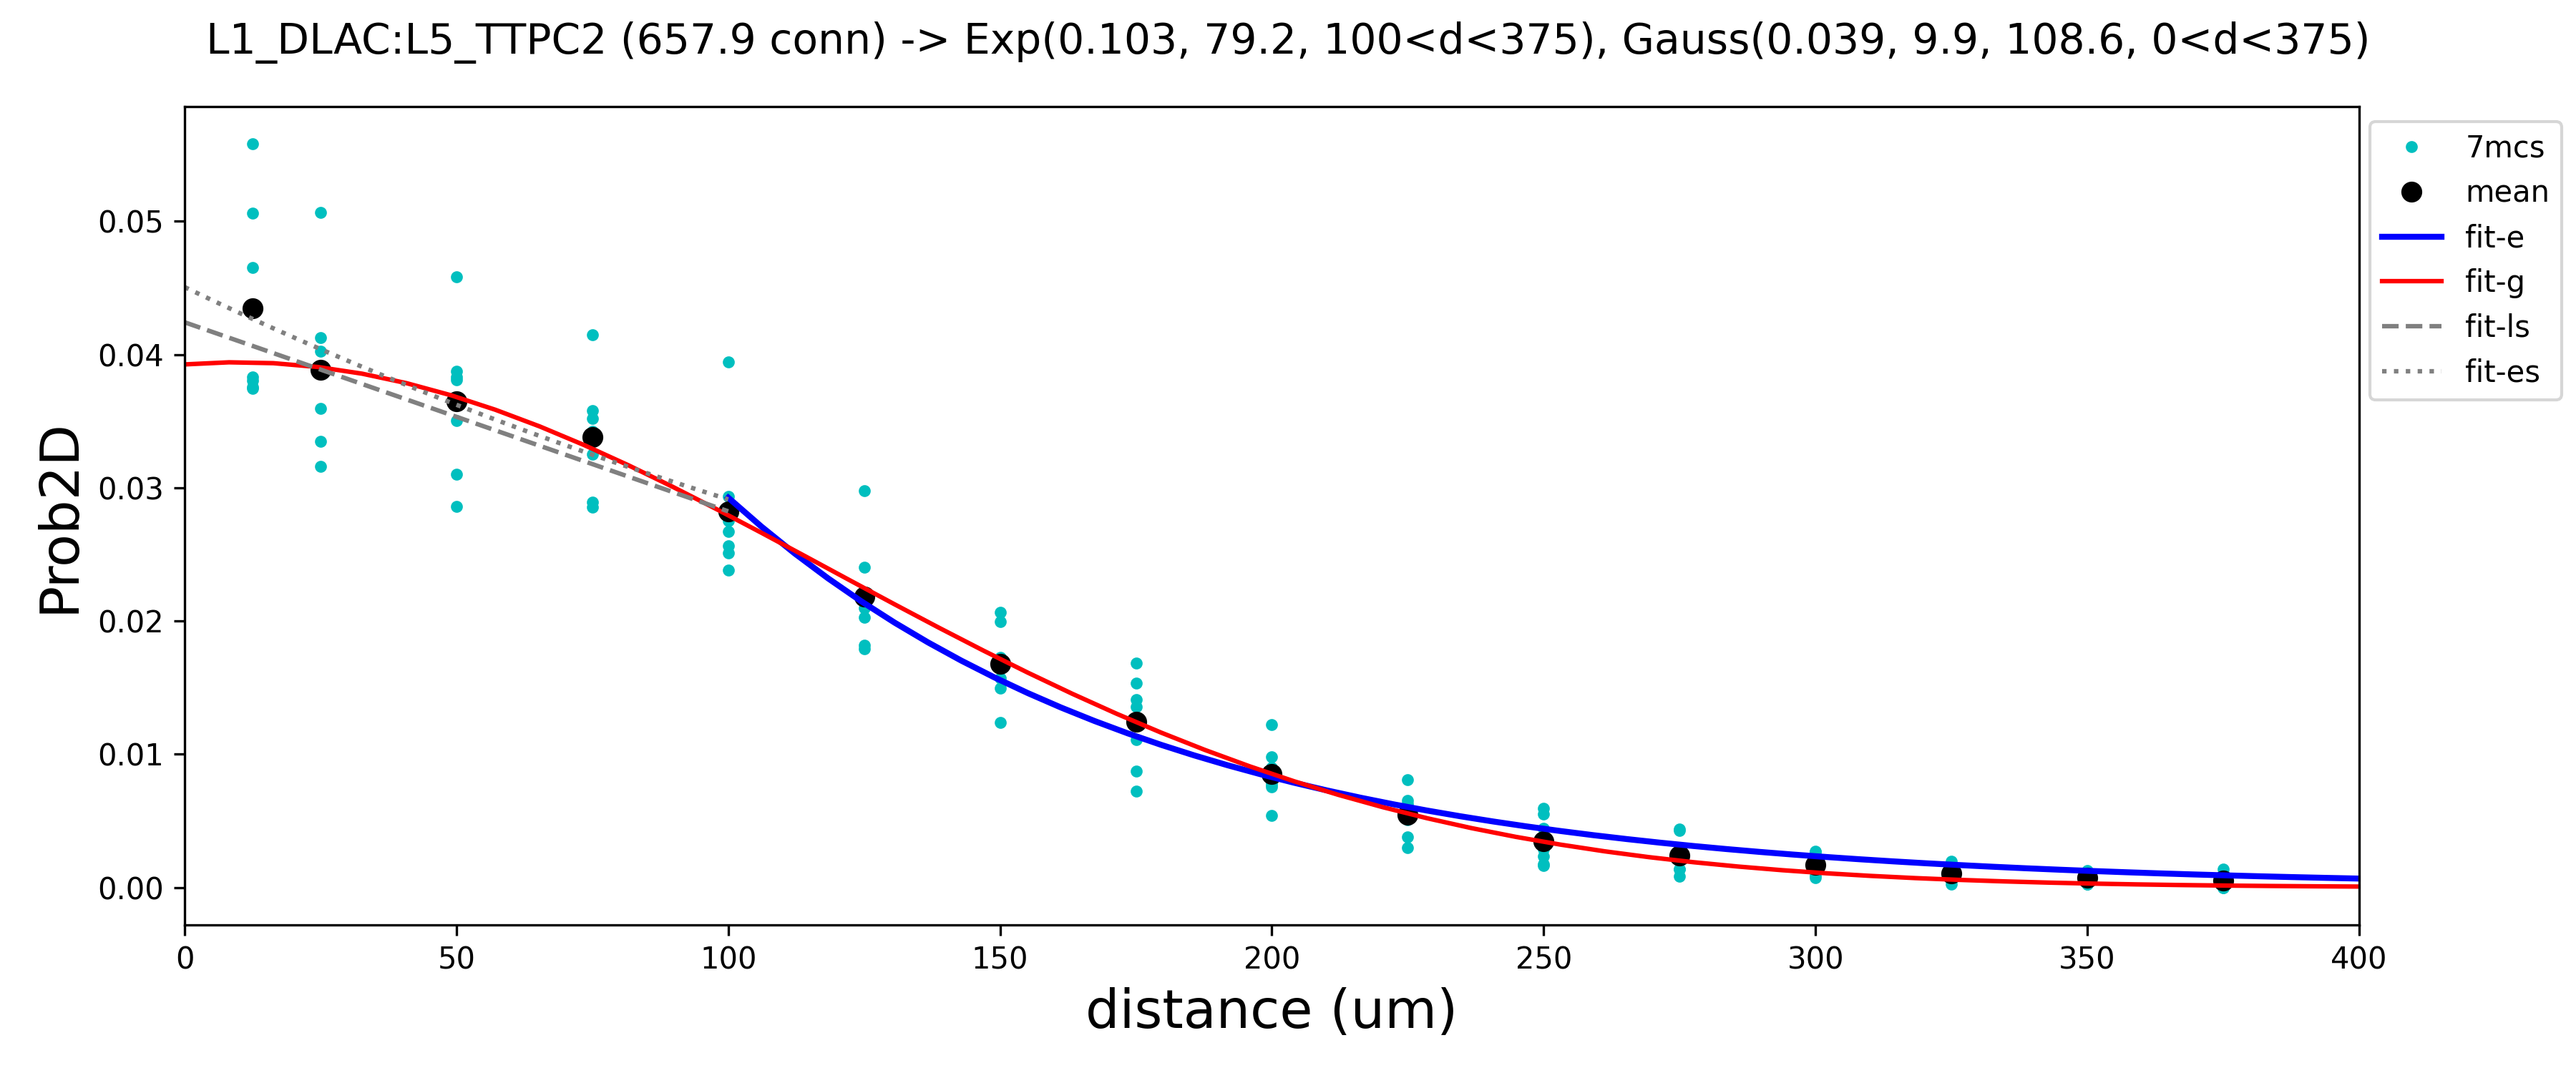 L1_DLAC:L5_TTPC2 (657.9 conn) -> Exp(0.103, 79.2, 100<d<375), Gauss(0.039, 9.9, 108.6, 0<d<375)
7mcs
mean
fit-e
fit-g
fit-ls
fit-es
Prob2D
0.05
0.04
0.03
0.02
0.01
0.00
0 50 100 150 200 250 300 350 400
distance (um)